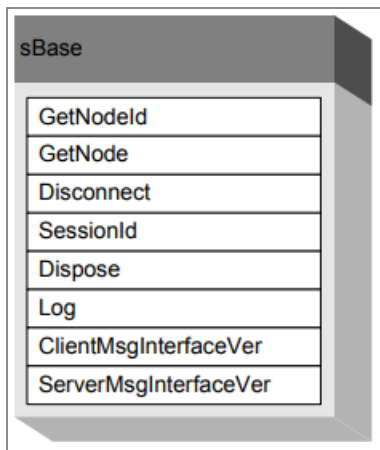 sBase
GetNodeId
GetNode
Disconnect
SessionId
Dispose
Log
ClientMsgInterfaceVer
ServerMsgInterfaceVer